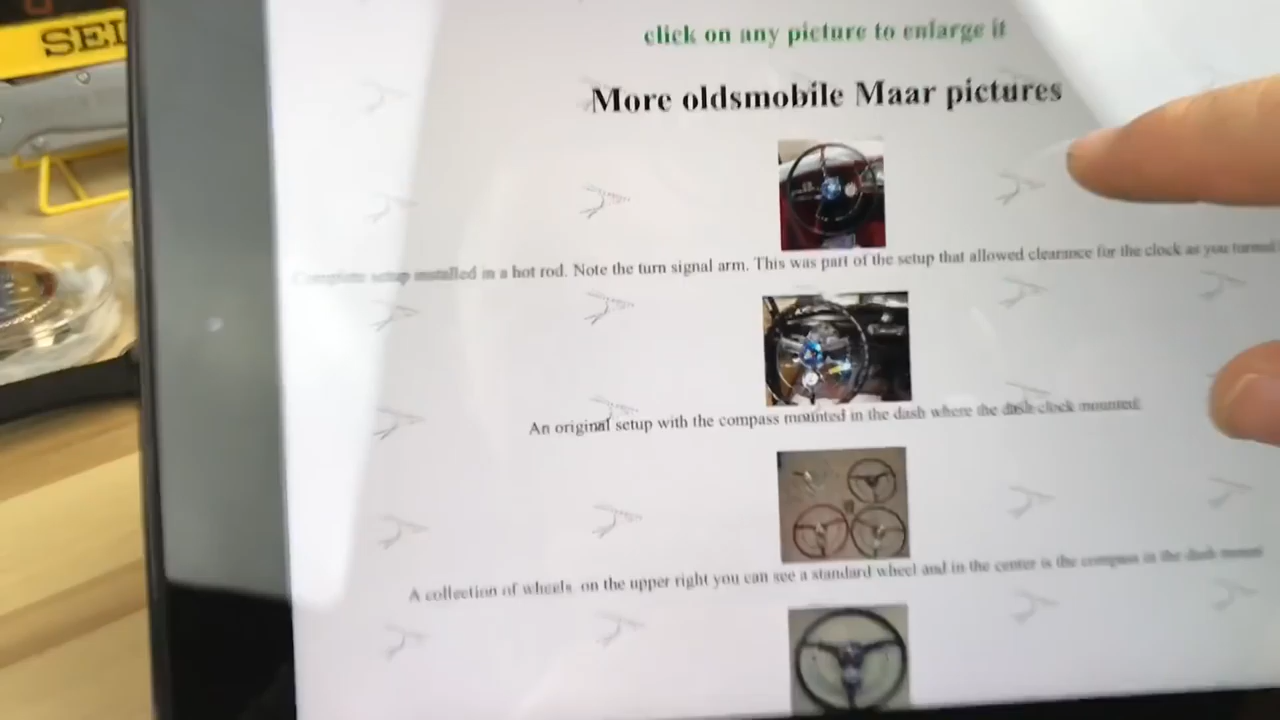 SEI
click on any picture to enlarge it
More oldsmobile Maar pictures
Complete setup installed in a hot rod. Note the turn signal arm. This was part of the setup that allowed clearance for the clock as you turned
An original setup with the compass mounted in the dash where the dash clock mounted.
A collection of wheels on the upper right you can see a standard wheel and in the center is the compass in the dash mount